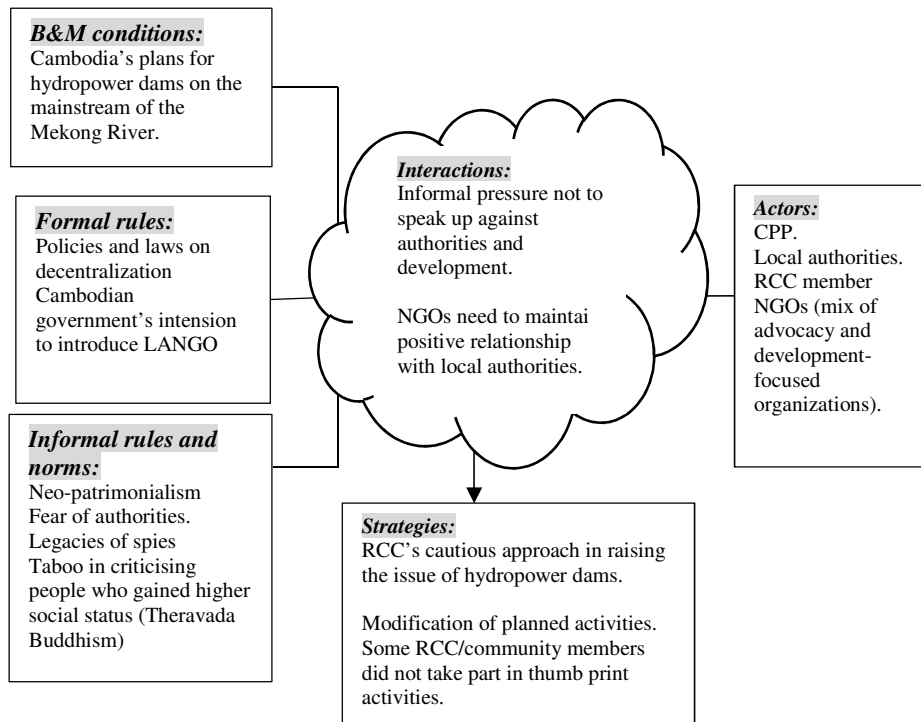 B&M conditions:
Cambodia's plans for
hydropower dams on the
mainstream of the
Mekong River.
Formal rules:
Policies and laws on
decentralization
Cambodian
government's intension
to introduce LANGO
Informal rules and
norms:
Neo-patrimonialism
Fear of authorities.
Legacies of spies
Taboo in criticising
people who gained higher
social status (Theravada
Buddhism)
Interactions:
Informal pressure not to
speak up against
authorities and
development.
NGOs need to maintai
positive relationship
with local authorities.
Actors:
CPP.
Local authorities.
RCC member
NGOs (mix of
advocacy and
development-
focused
organizations).
Strategies:
RCC's cautious approach in raising
the issue of hydropower dams.
Modification of planned activities.
Some RCC/community members
did not take part in thumb print
activities.